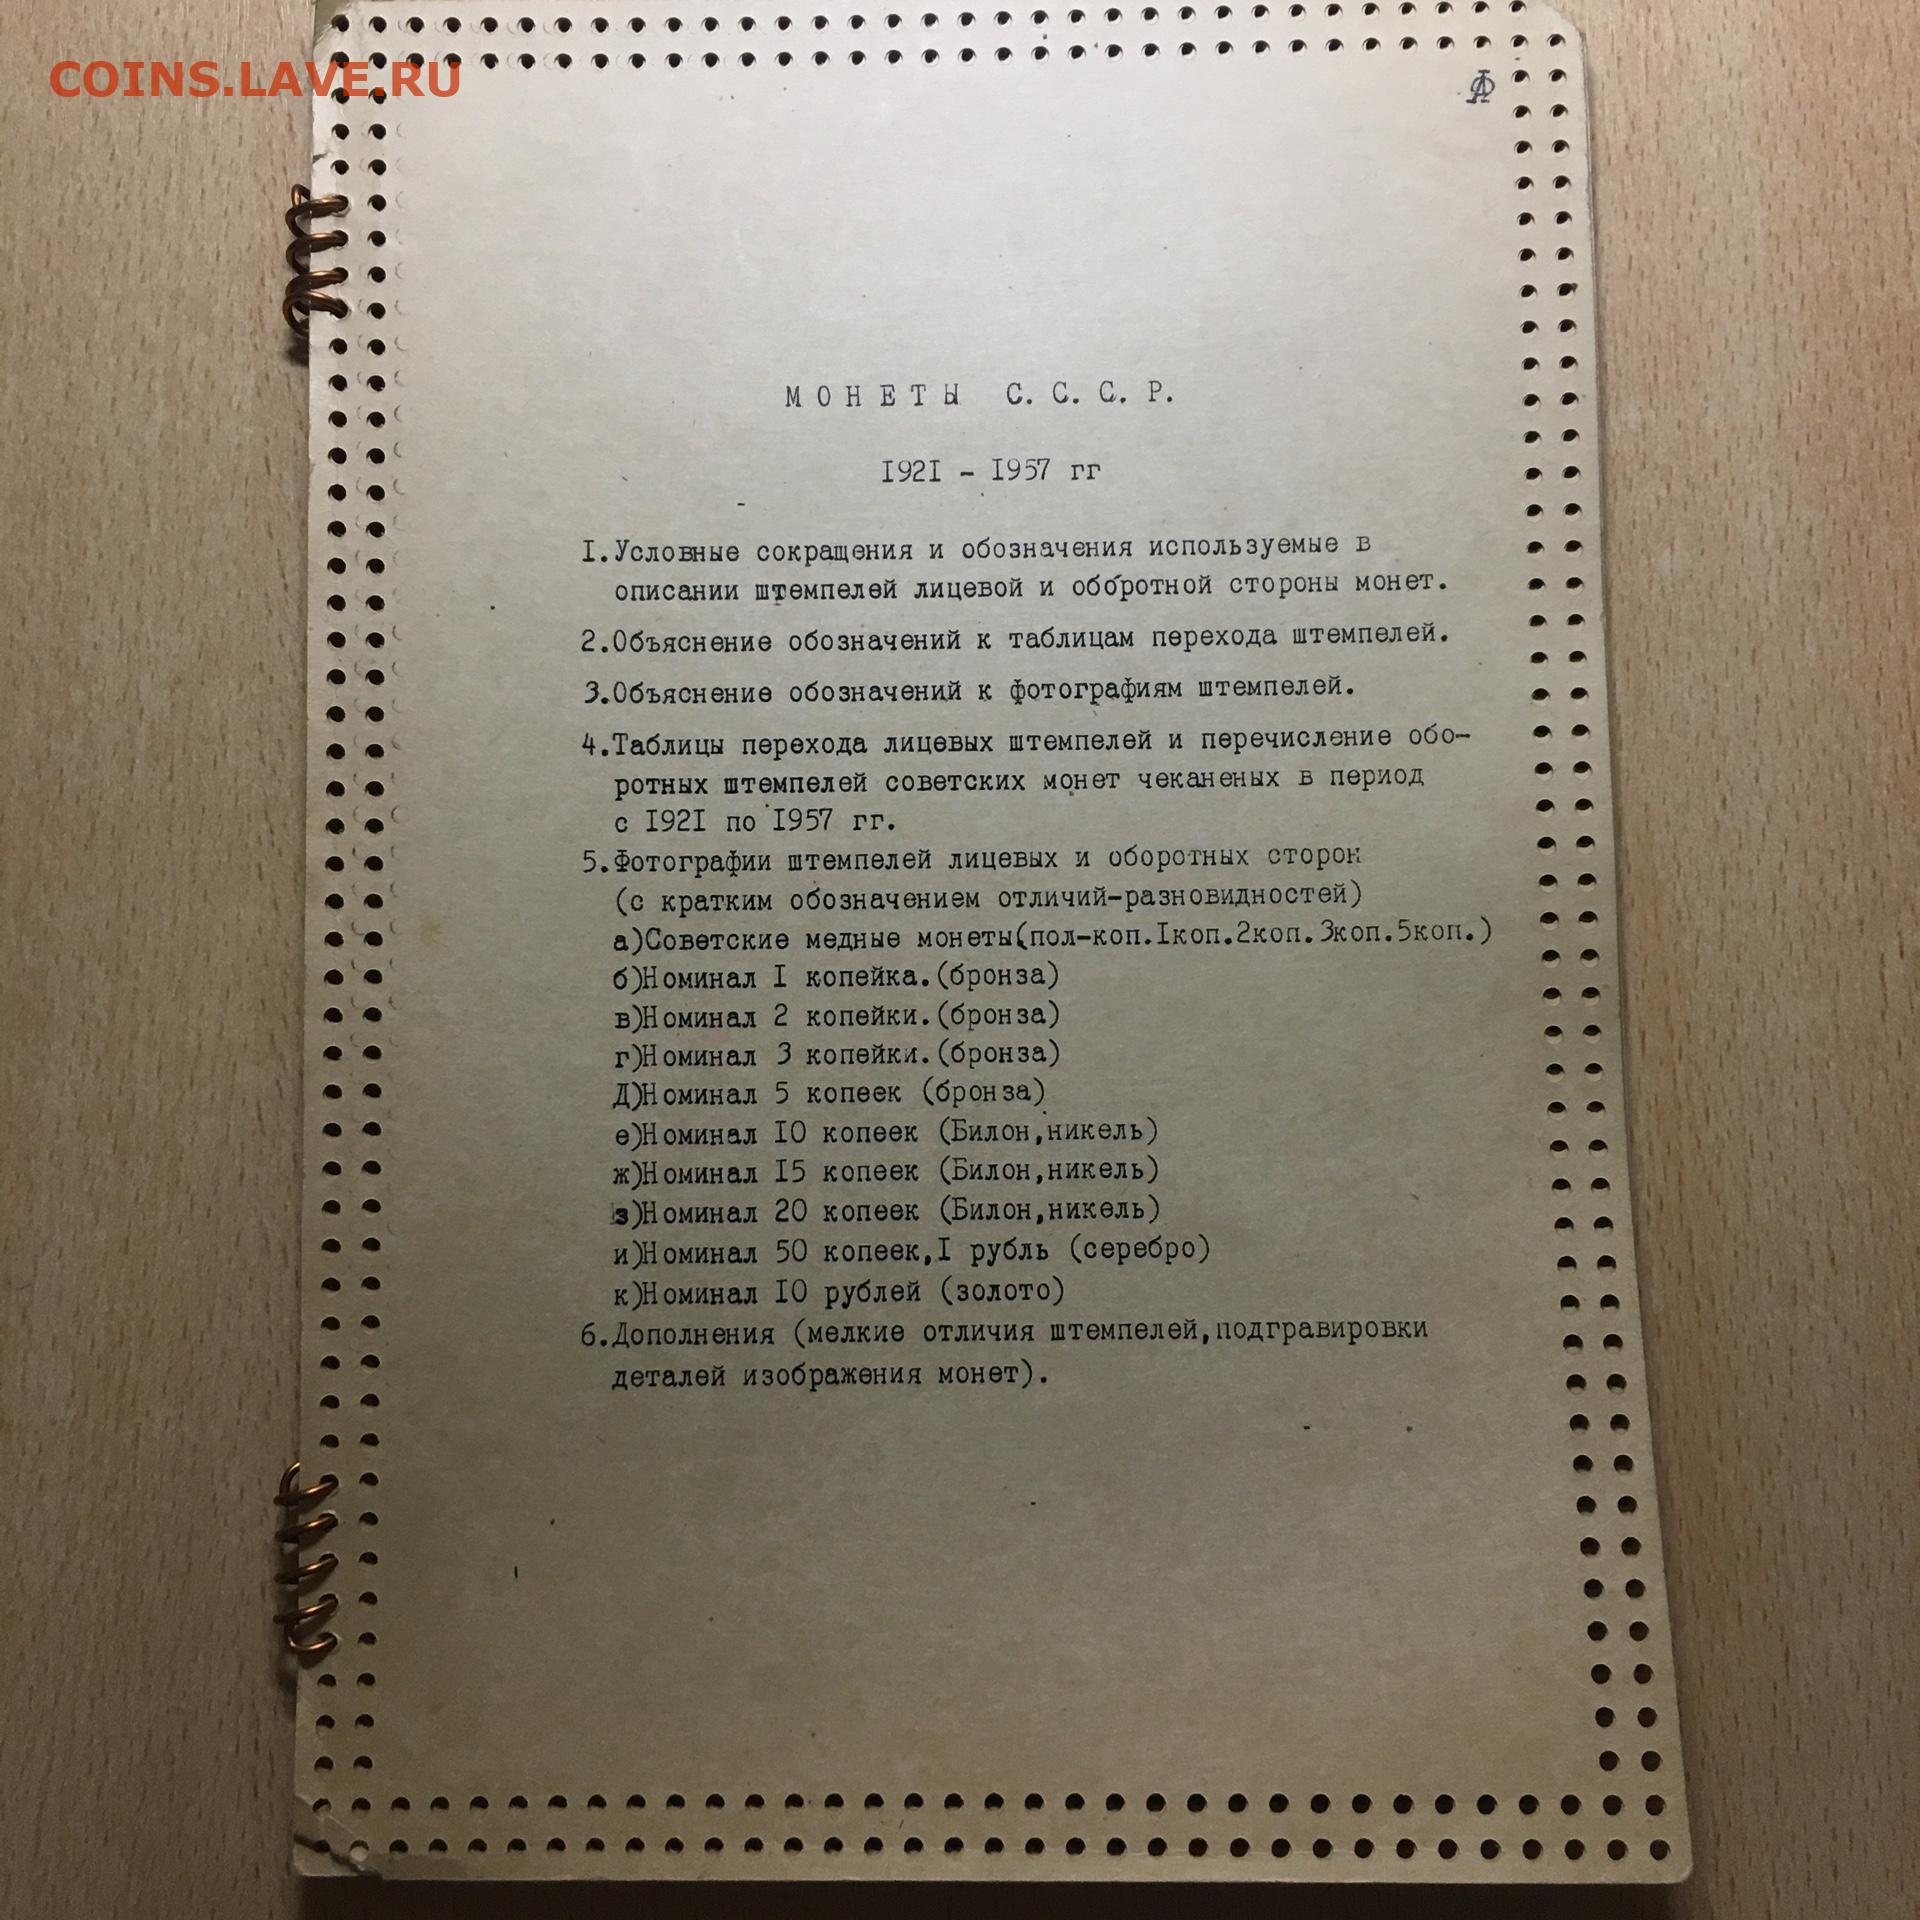 COINS.LAVE.RU
МОНЕТЫ С.С.С.Р.
I92I - I957 гг
I.Условные сокращения и обозначения используемые в
описании штемпелей лицевой и оборотной стороны монет.
2.Объяснение обозначений к таблицам перехода штемпелей.
3.Объяснение обозначений к фотографиям штемпелей.
4.Таблицы перехода лицевых штемпелей и перечисление обо-
ротных штемпелей советских монет чеканеных в период
с I92I по I957 гг.
5.Фотографии штемпелей лицевых и оборотных сторон
(с кратким обозначением отличий-разновидностей)
а)Советские медные монеты(пол-коп.Iкоп.2коп.3коп.5коп.)
б)Номинал I копейка.(бронза)
в)Номинал 2 копейки.(бронза)
г)Номинал 3 копейки.(бронза)
Д)Номинал 5 копеек (бронза)
е)Номинал IO копеек (Билон,никель)
ж)Номинал I5 копеек (Билон,никель)
з)Номинал 20 копеек (Билон,никель)
и)Номинал 50 копеек,I рубль (серебро)
к)Номинал IO рублей (золото)
6.Дополнения (мелкие отличия штемпелей,подгравировки
деталей изображения монет).